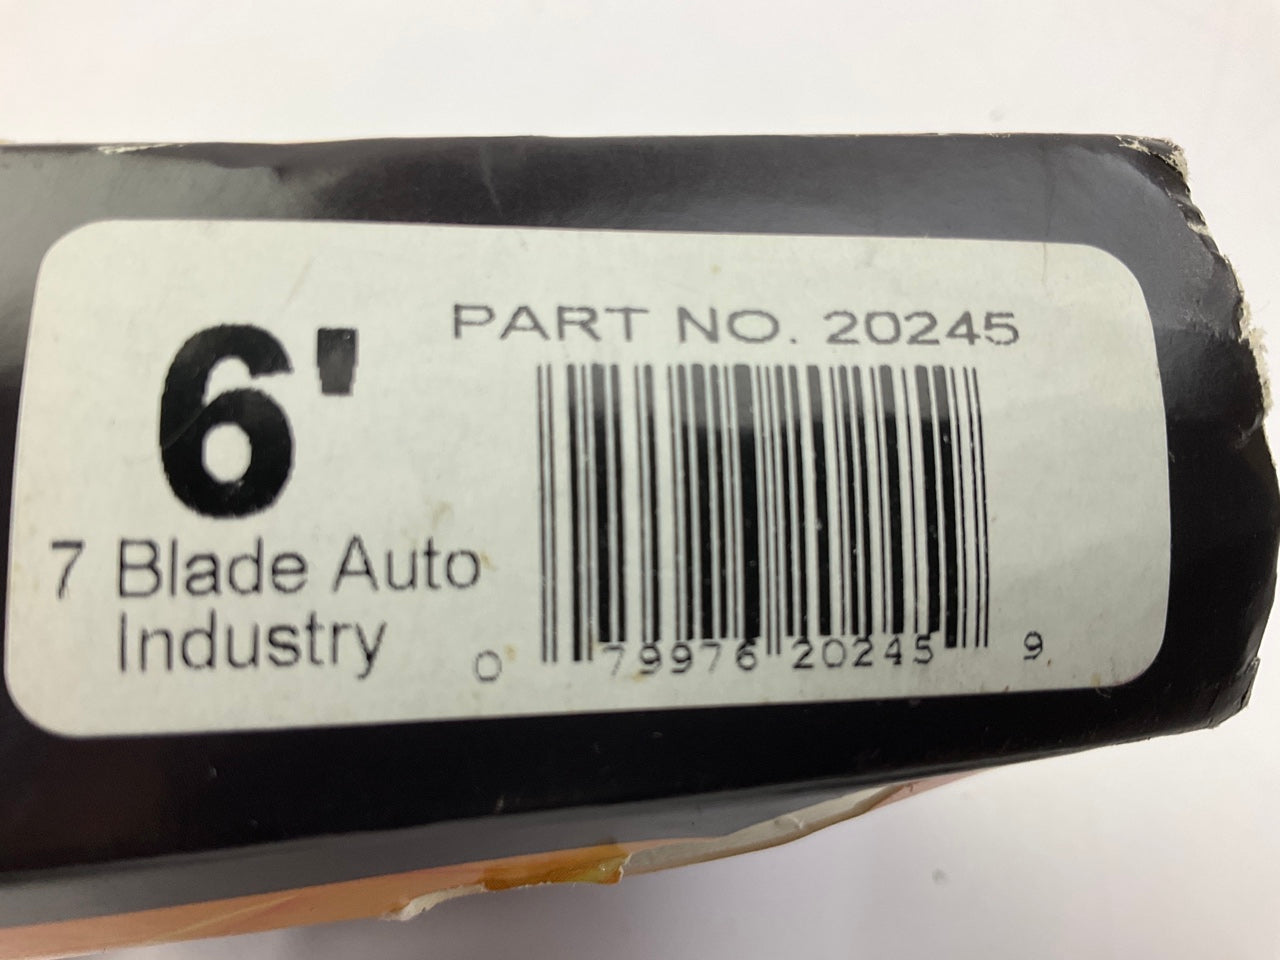 PART NO. 20245
6'
7 Blade Auto
Industry
0 79976 20245 9